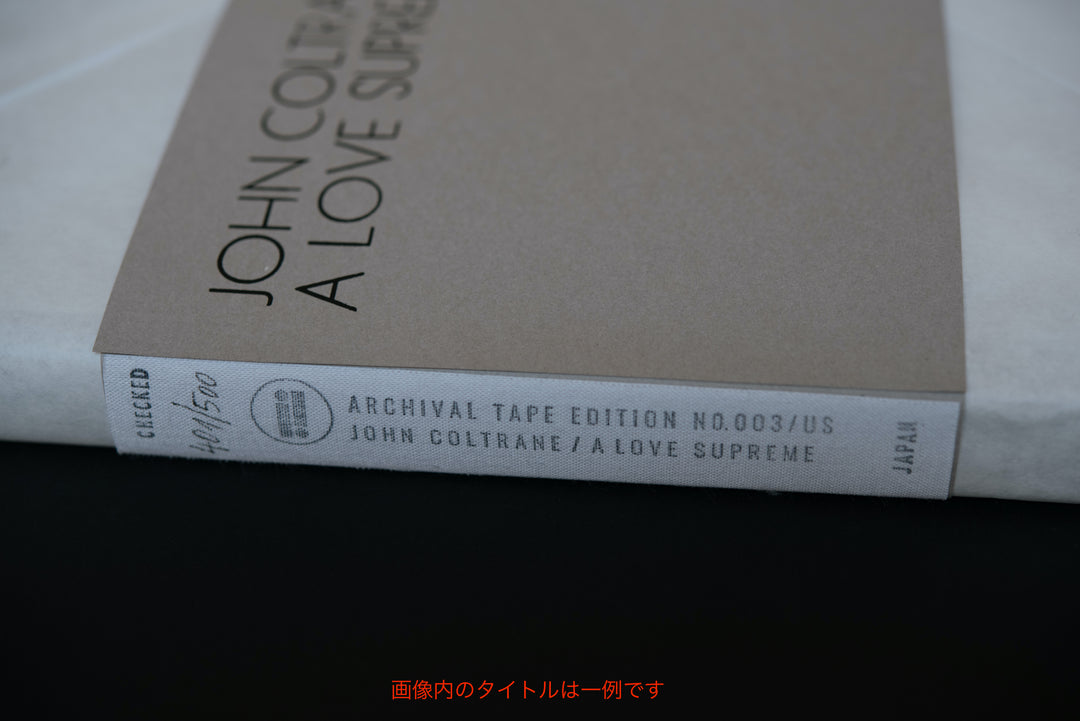 JOHN COLTRA
A LOVE SUPRE
CHECKED
401/500
ARCHIVAL TAPE EDITION NO.003/US
JOHN COLTRANE / A LOVE SUPREME
JAPAN
画像内のタイトルは一例です